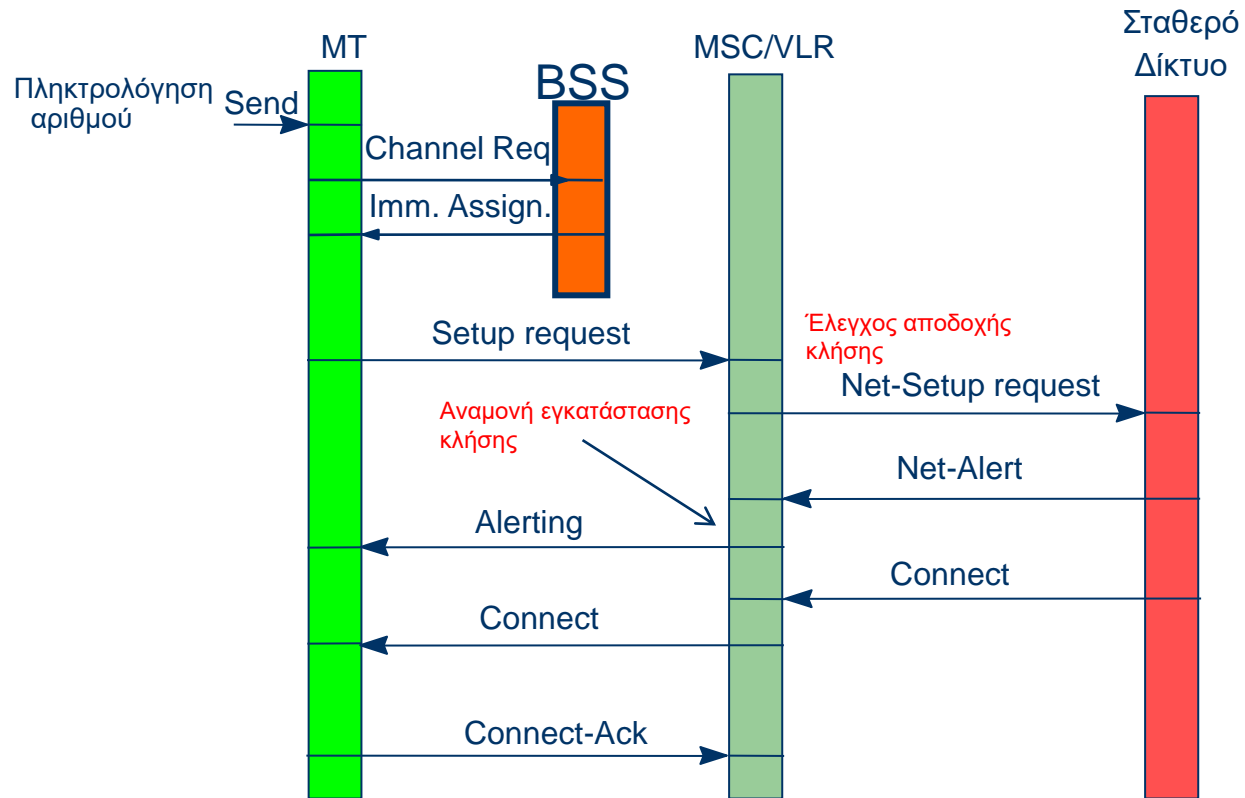 MT
BSS
MSC/VLR
Σταθερό
Δίκτυο
Πληκτρολόγηση
αριθμού
Send
Channel Req
Imm. Assign.
Setup request
Έλεγχος αποδοχής
κλήσης
Net-Setup request
Αναμονή εγκατάστασης
κλήσης
Net-Alert
Alerting
Connect
Connect
Connect-Ack